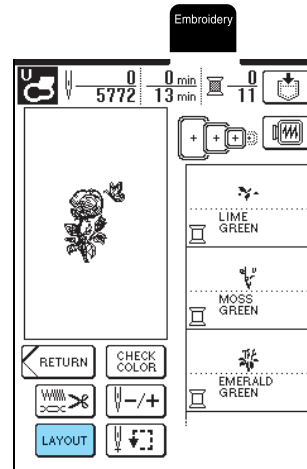 Embroidery
U
0
5772
0 min
13 min
0
11
LIME
GREEN
MOSS
GREEN
EMERALD
GREEN
RETURN
CHECK
COLOR
-/+
LAYOUT